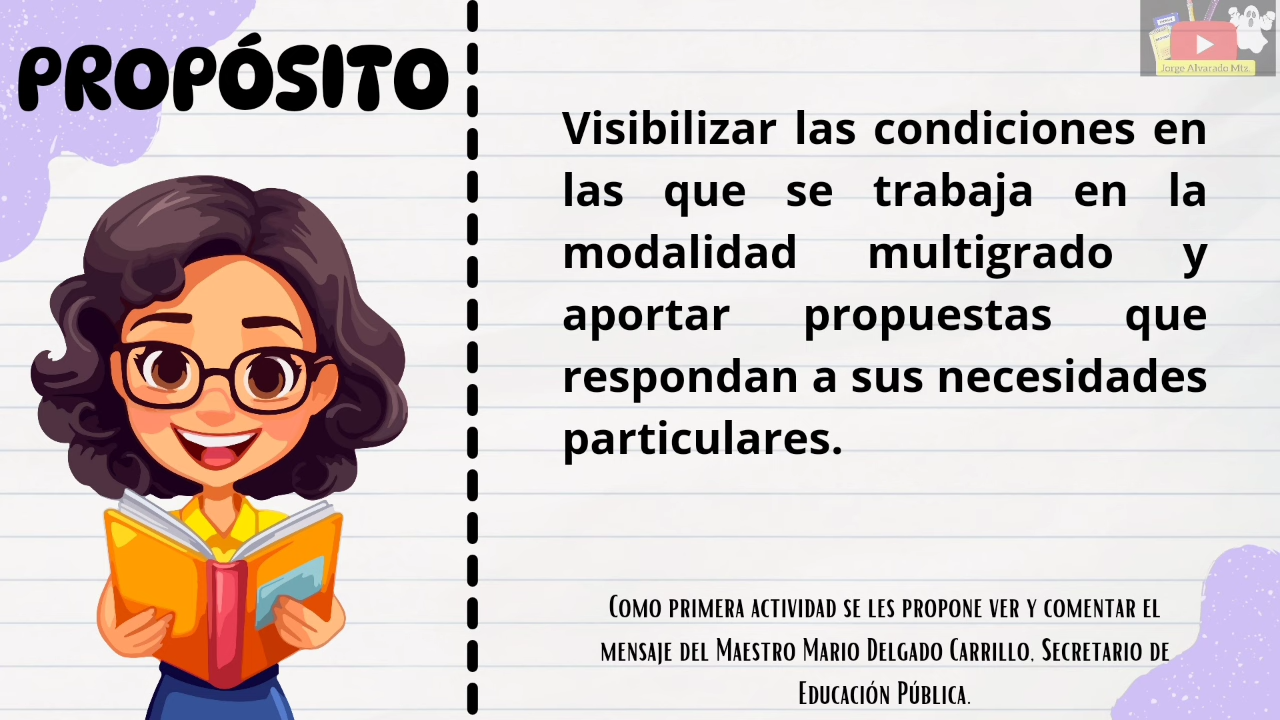 PROPÓSITO
Jorge Alvarado Mtz.
Visibilizar las condiciones en
las que se trabaja en la
modalidad multigrado y
aportar propuestas que
respondan a sus necesidades
particulares.
Como primera actividad se les propone ver y comentar el
mensaje del Maestro Mario Delgado Carrillo, Secretario de
Educación Pública.